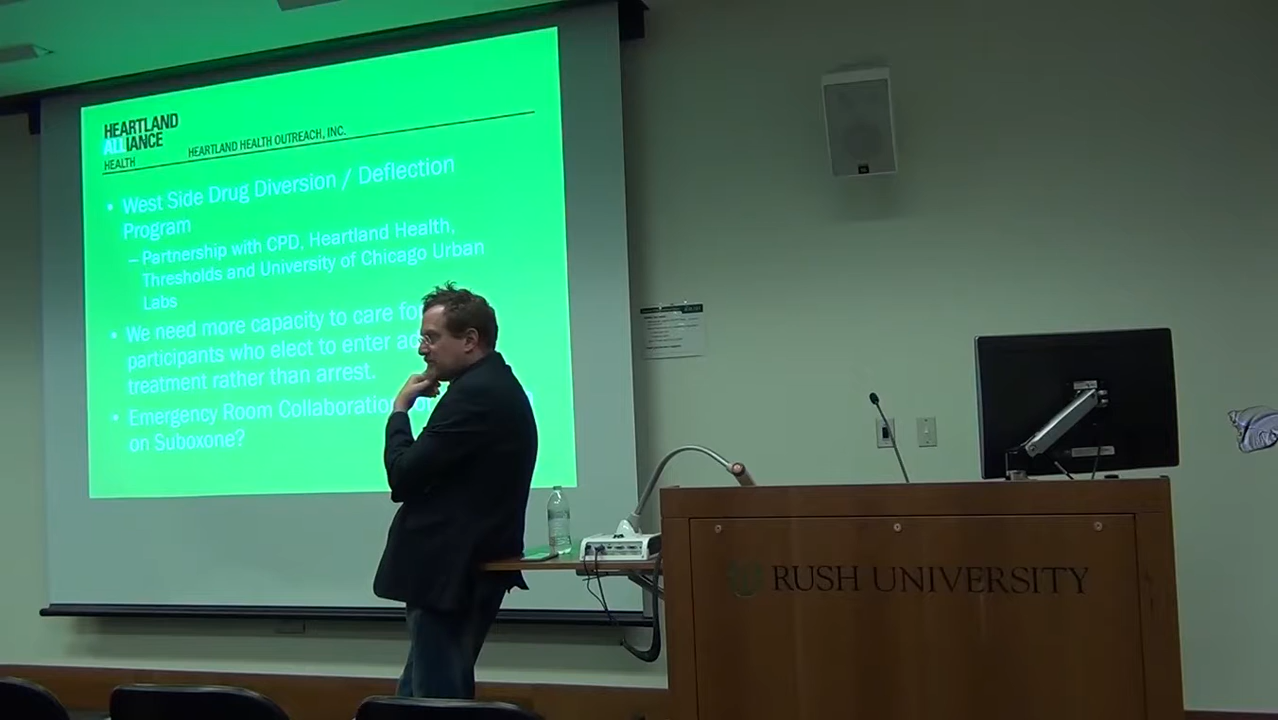 HEARTLAND
ALLIANCE
HEALTH
HEARTLAND HEALTH OUTREACH, INC.
• West Side Drug Diversion / Deflection
Program
– Partnership with CPD, Heartland Health,
Thresholds and University of Chicago Urban
Labs
• We need more capacity to care for
participants who elect to enter
treatment rather than arrest.
• Emergency Room Collaboration
on Suboxone?
RUSH UNIVERSITY